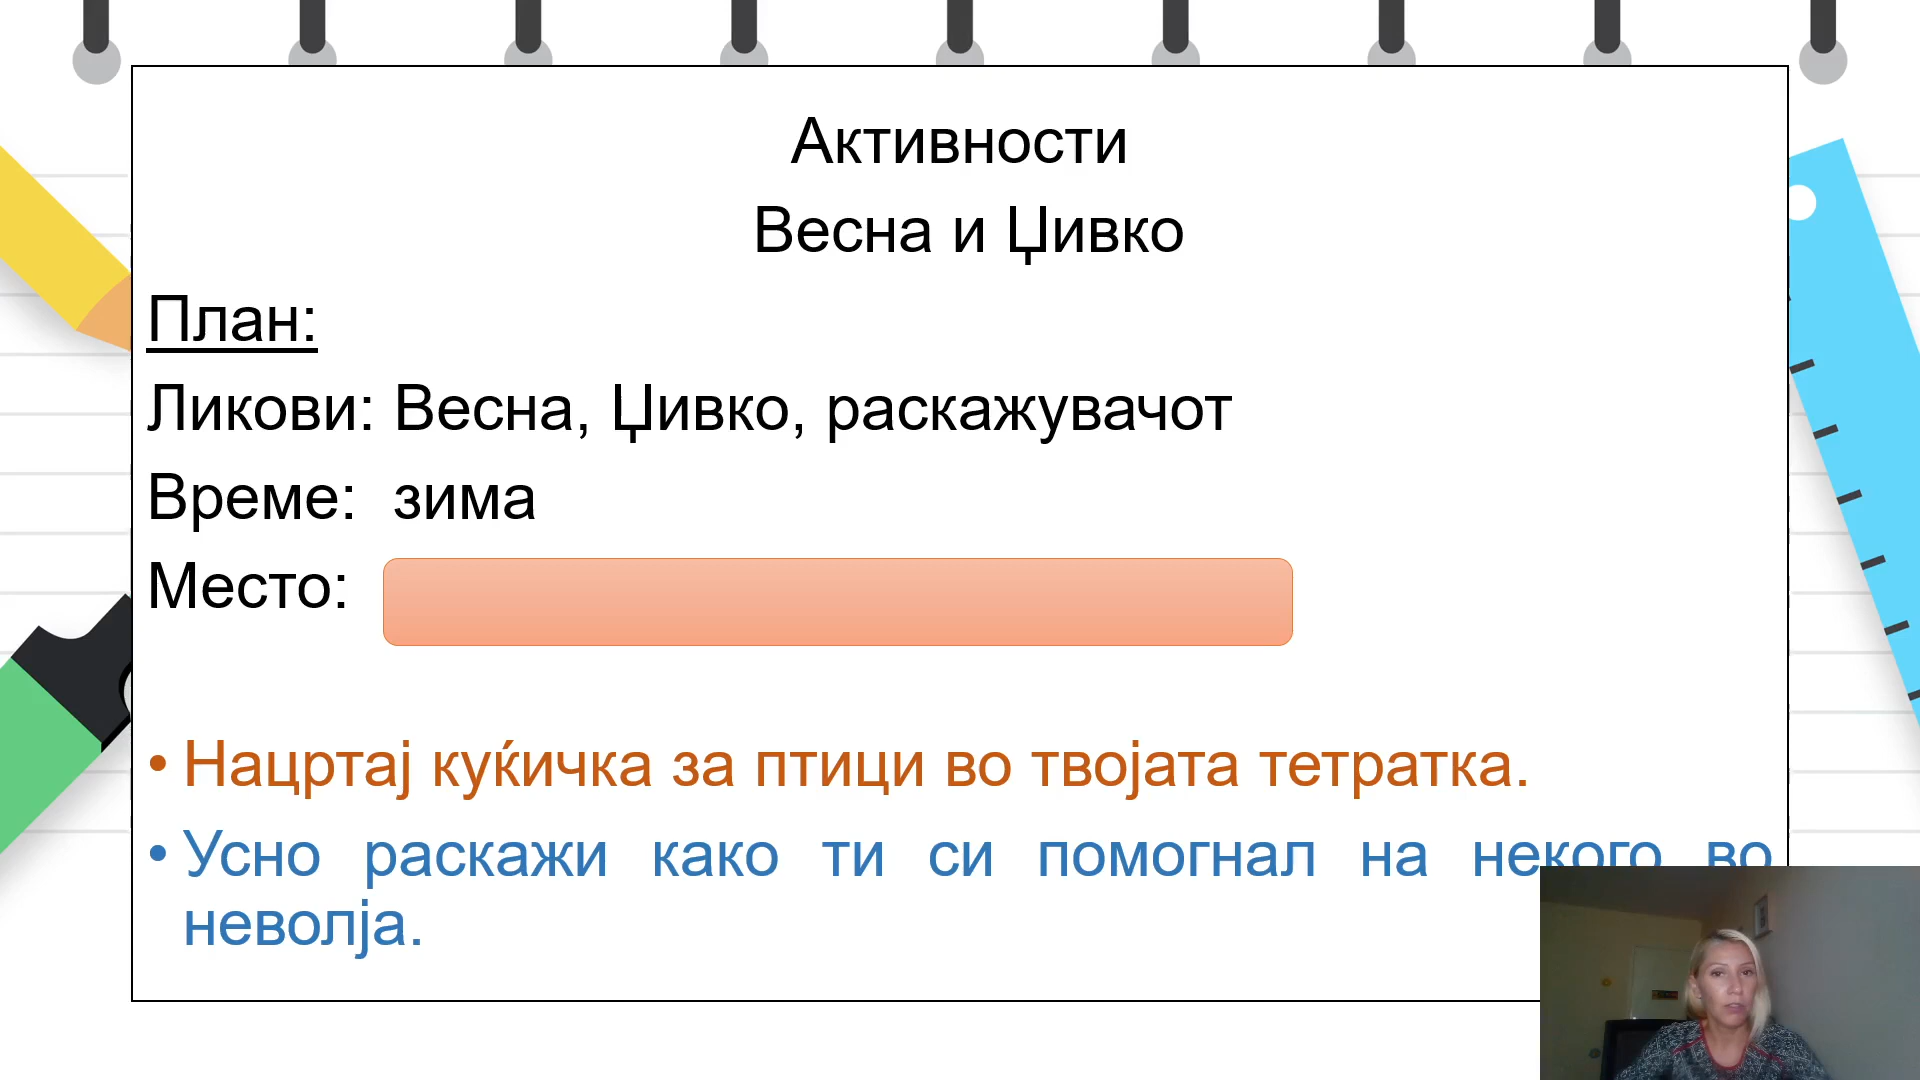 Активности
Весна и Џивко
План:
Ликови: Весна, Џивко, раскажувачот
Време: зима
Место:
• Нацртај куќичка за птици во твојата тетратка.
• Усно раскажи како ти си помогнал на некого во
неволја.